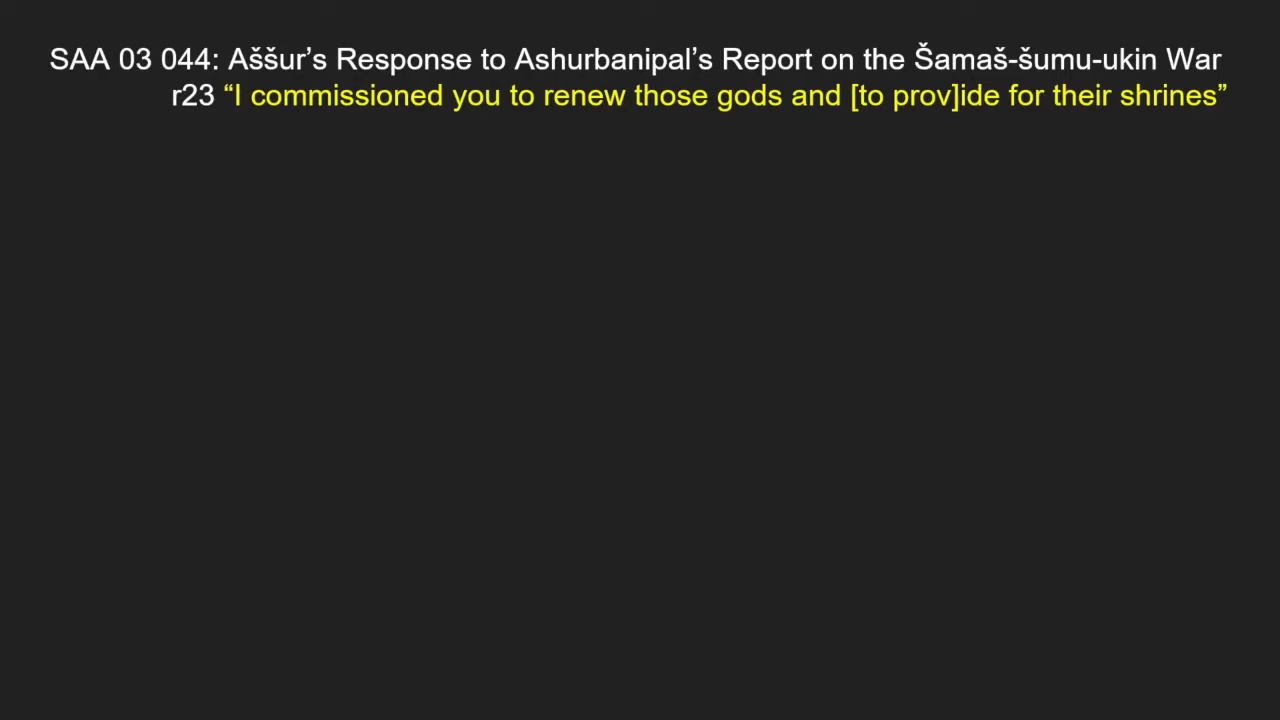 SAA 03 044: Aššur’s Response to Ashurbanipal’s Report on the Šamaš-šumu-ukin War
r23 “I commissioned you to renew those gods and [to prov]ide for their shrines”